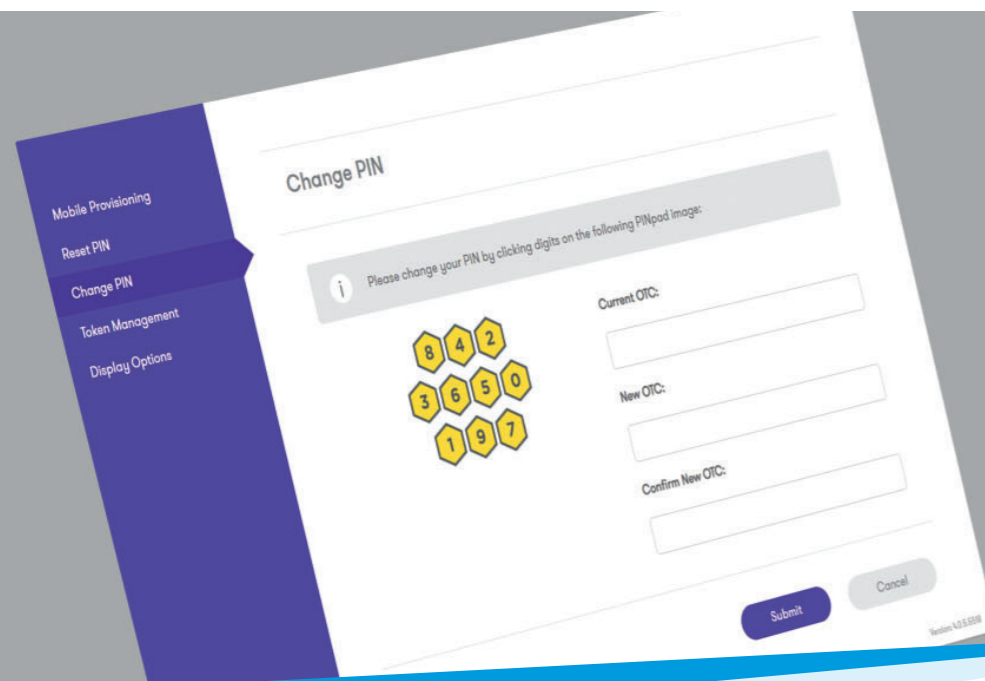 Mobile Provisioning
Reset PIN
Change PIN
Token Management
Display Options
Change PIN
i
Please change your PIN by clicking digits on the following PINpad image:
8 4 2
3 6 5 0
1 9 7
Current OTC:
New OTC:
Confirm New OTC:
Submit
Cancel
Version